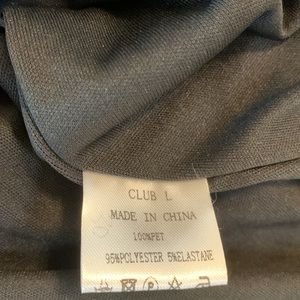 CLUB L
MADE IN CHINA
100%PET
95%POLYESTER 5%ELASTANE